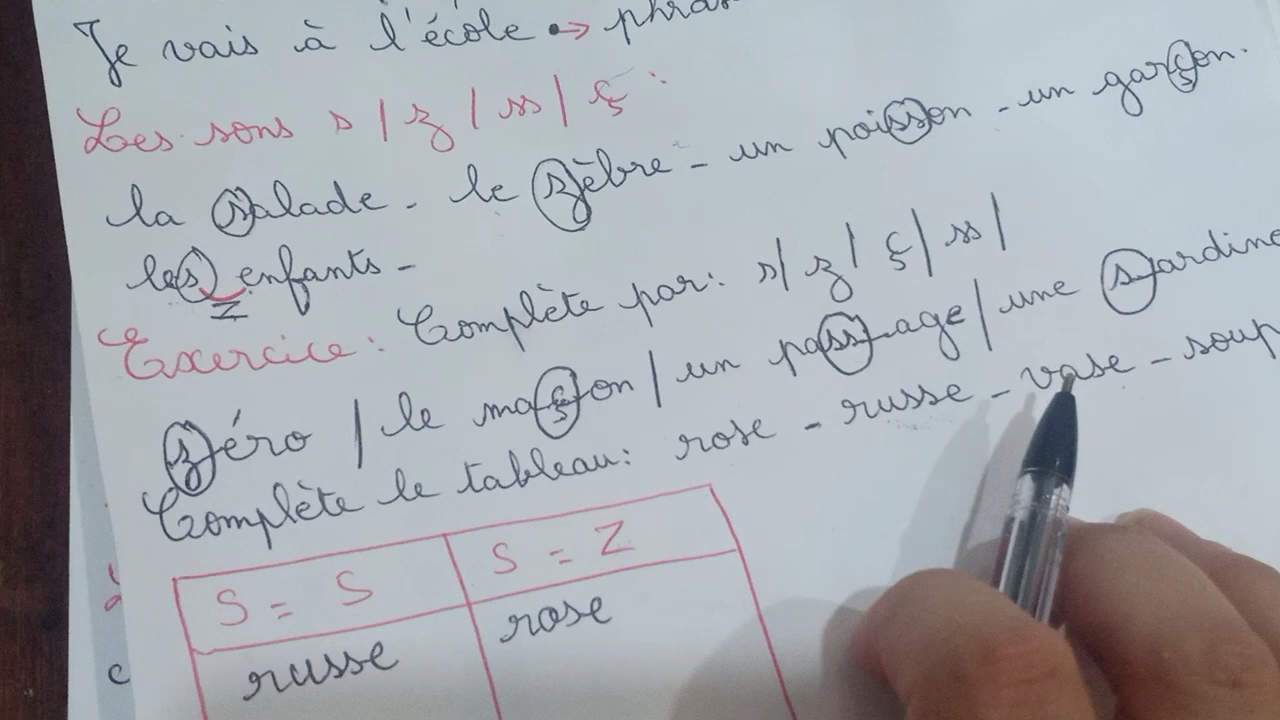 Je vais à l'école • →
Les sons s / z / ss / ç :
la salade - le zèbre - un poisson - un garçon.
les enfants -
Z
Exercice : Complète par : s / z / ç / ss /
zéro / le maçon / un passage / une sardine
Complète le tableau : rose - russe - vase -
S = S S = Z
russe rose